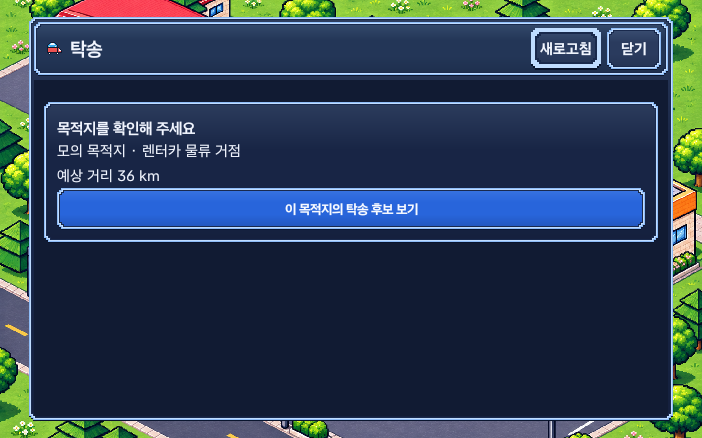 탁송
새로고침
닫기
목적지를 확인해 주세요
모의 목적지 · 렌터카 물류 거점
예상 거리 36 km
이 목적지의 탁송 후보 보기